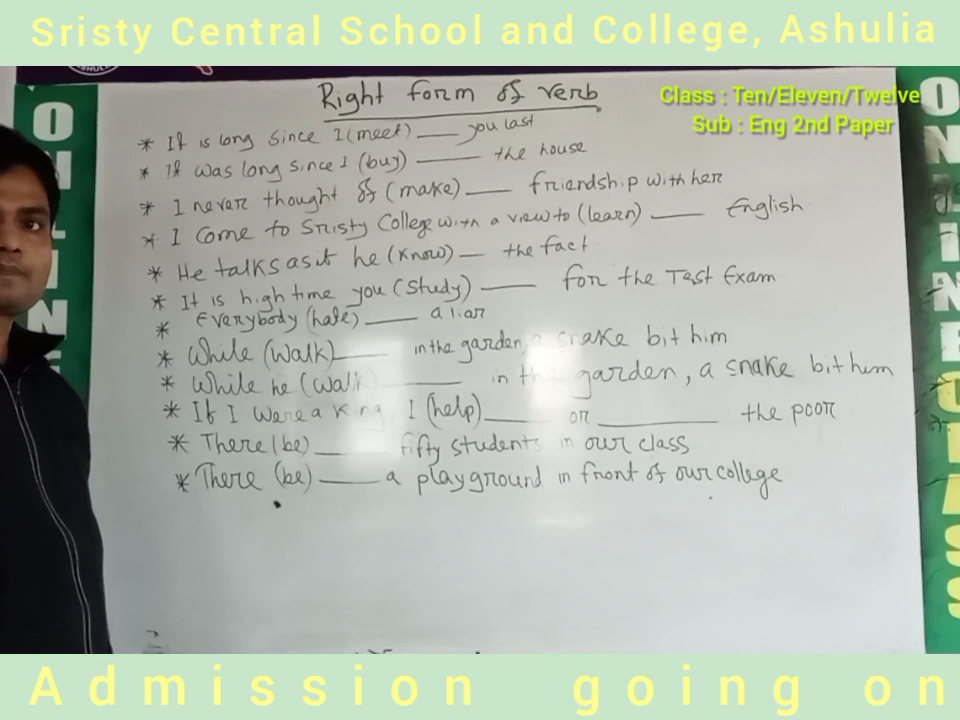 Sristy Central School and College, Ashulia
Right form of verb
Class : Ten/Eleven/Twelve
Sub : Eng 2nd Paper
* It is long since I (meet) ___ you last
* It was long since I (buy) ___ the house
* I never thought of (make) ___ friendship with her
* I come to Sristy College with a view to (learn) ___ English
* He talks as if he (know) ___ the fact
* It is high time you (study) ___ for the Test Exam
* Everybody (hate) ___ a liar
* While (walk) ___ in the garden, a snake bit him
* While he (walk ___ in the garden, a snake bit him
* If I were a king, I (help) ___ or ___ the poor
* There (be) ___ fifty students in our class
* There (be) ___ a playground in front of our college
ONLINE
ONLINE CLASS
Admission going on